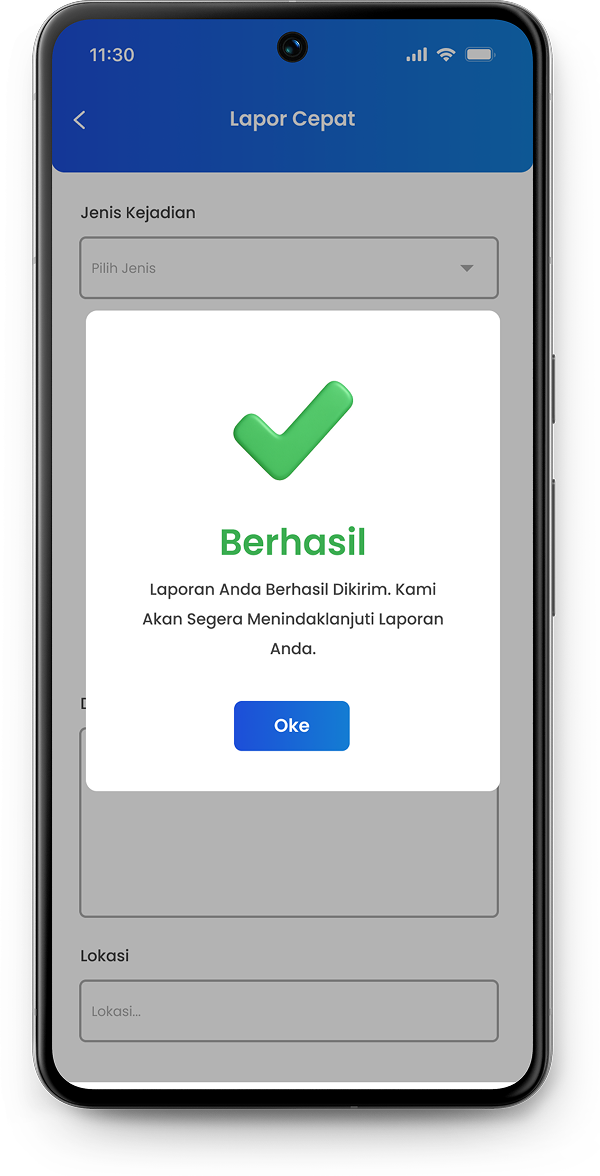 11:30
Lapor Cepat
Jenis Kejadian
Pilih Jenis
Berhasil
Laporan Anda Berhasil Dikirim. Kami
Akan Segera Menindaklanjuti Laporan
Anda.
Oke
Lokasi
Lokasi...